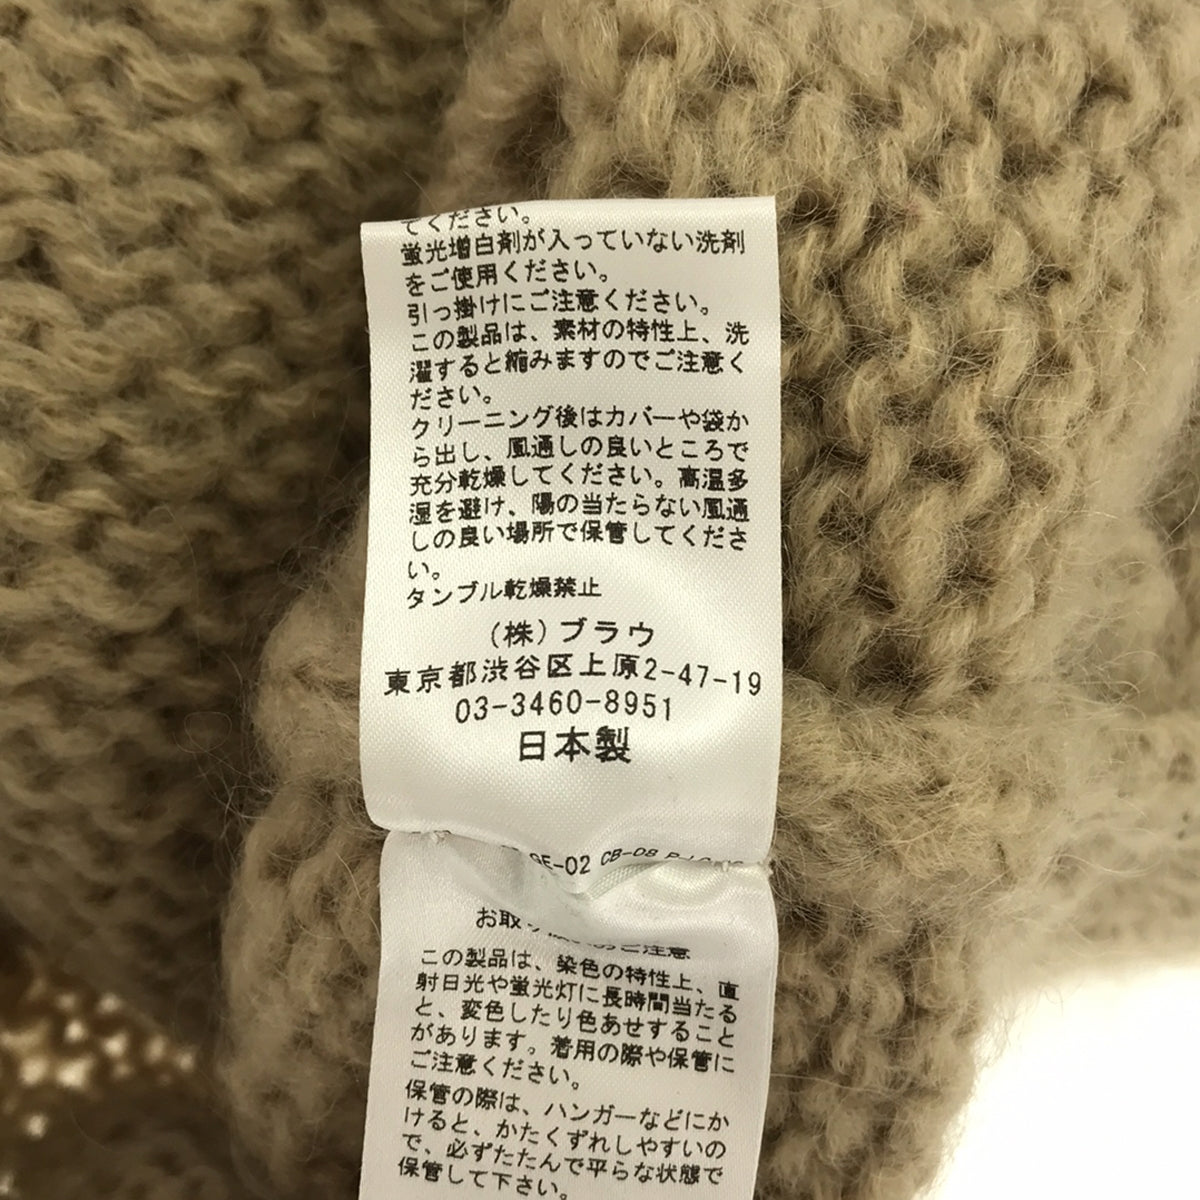 てください。
蛍光増白剤が入っていない洗剤
をご使用ください。
引っ掛けにご注意ください。
この製品は、素材の特性上、洗
濯すると縮みますのでご注意く
ださい。
クリーニング後はカバーや袋か
ら出し、風通しの良いところで
充分乾燥してください。高温多
湿を避け、陽の当たらない風通
しの良い場所で保管してくださ
い。
タンブル乾燥禁止
(株)ブラウ
東京都渋谷区上原2-47-19
03-3460-8951
日本製
GE-02 CB-08
お取り扱いのご注意
この製品は、染色の特性上、直
射日光や蛍光灯に長時間当たる
と、変色したり色あせすること
があります。着用の際や保管に
ご注意ください。
保管の際は、ハンガーなどにか
けると、かたくずれしやすいの
で、必ずたたんで平らな状態で
保管して下さい。